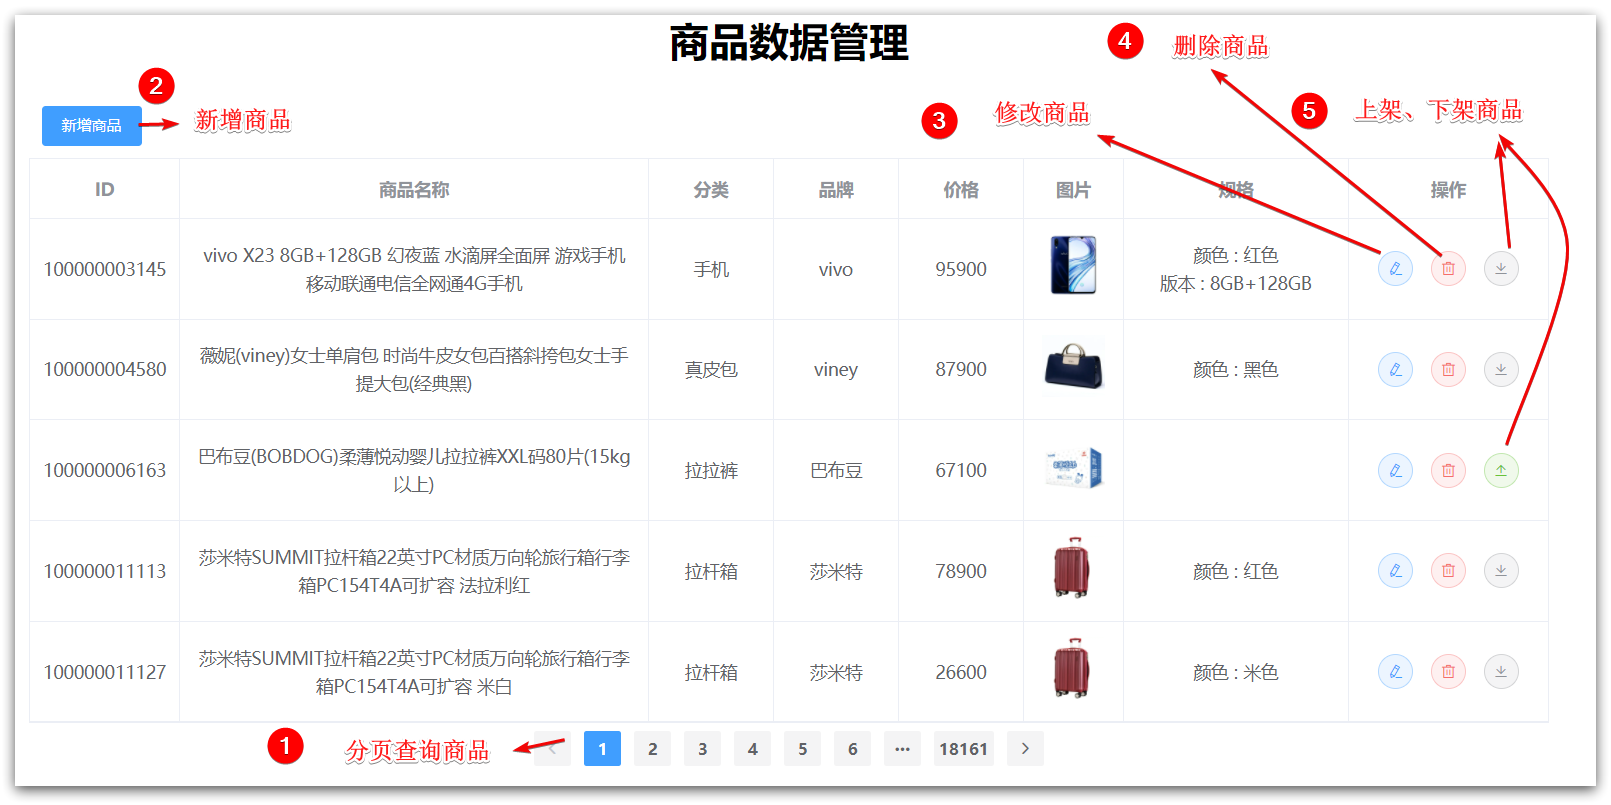 商品数据管理
4 删除商品
2
新增商品 新增商品
3 修改商品
5 上架、下架商品
ID 商品名称 分类 品牌 价格 图片 规格 操作
vivo X23 8GB+128GB 幻夜蓝 水滴屏全面屏 游戏手机
移动联通电信全网通4G手机
100000003145 手机 vivo 95900
颜色 : 红色
版本 : 8GB+128GB
薇妮(viney)女士单肩包 时尚牛皮女包百搭斜挎包女士手
提大包(经典黑)
100000004580 真皮包 viney 87900 颜色 : 黑色
巴布豆(BOBDOG)柔薄悦动婴儿拉拉裤XXL码80片(15kg
以上)
100000006163 拉拉裤 巴布豆 67100
莎米特SUMMIT拉杆箱22英寸PC材质万向轮旅行箱行李
箱PC154T4A可扩容 法拉利红
100000011113 拉杆箱 莎米特 78900 颜色 : 红色
莎米特SUMMIT拉杆箱22英寸PC材质万向轮旅行箱行李
箱PC154T4A可扩容 米白
100000011127 拉杆箱 莎米特 26600 颜色 : 米色
1 分页查询商品
1 2 3 4 5 6 ··· 18161